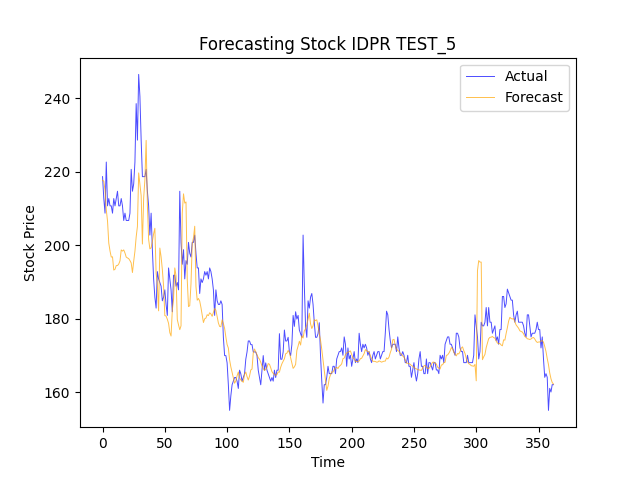 Forecasting Stock IDPR TEST_5
Actual
Forecast
Stock Price
240
220
200
180
160
0 50 100 150 200 250 300 350
Time